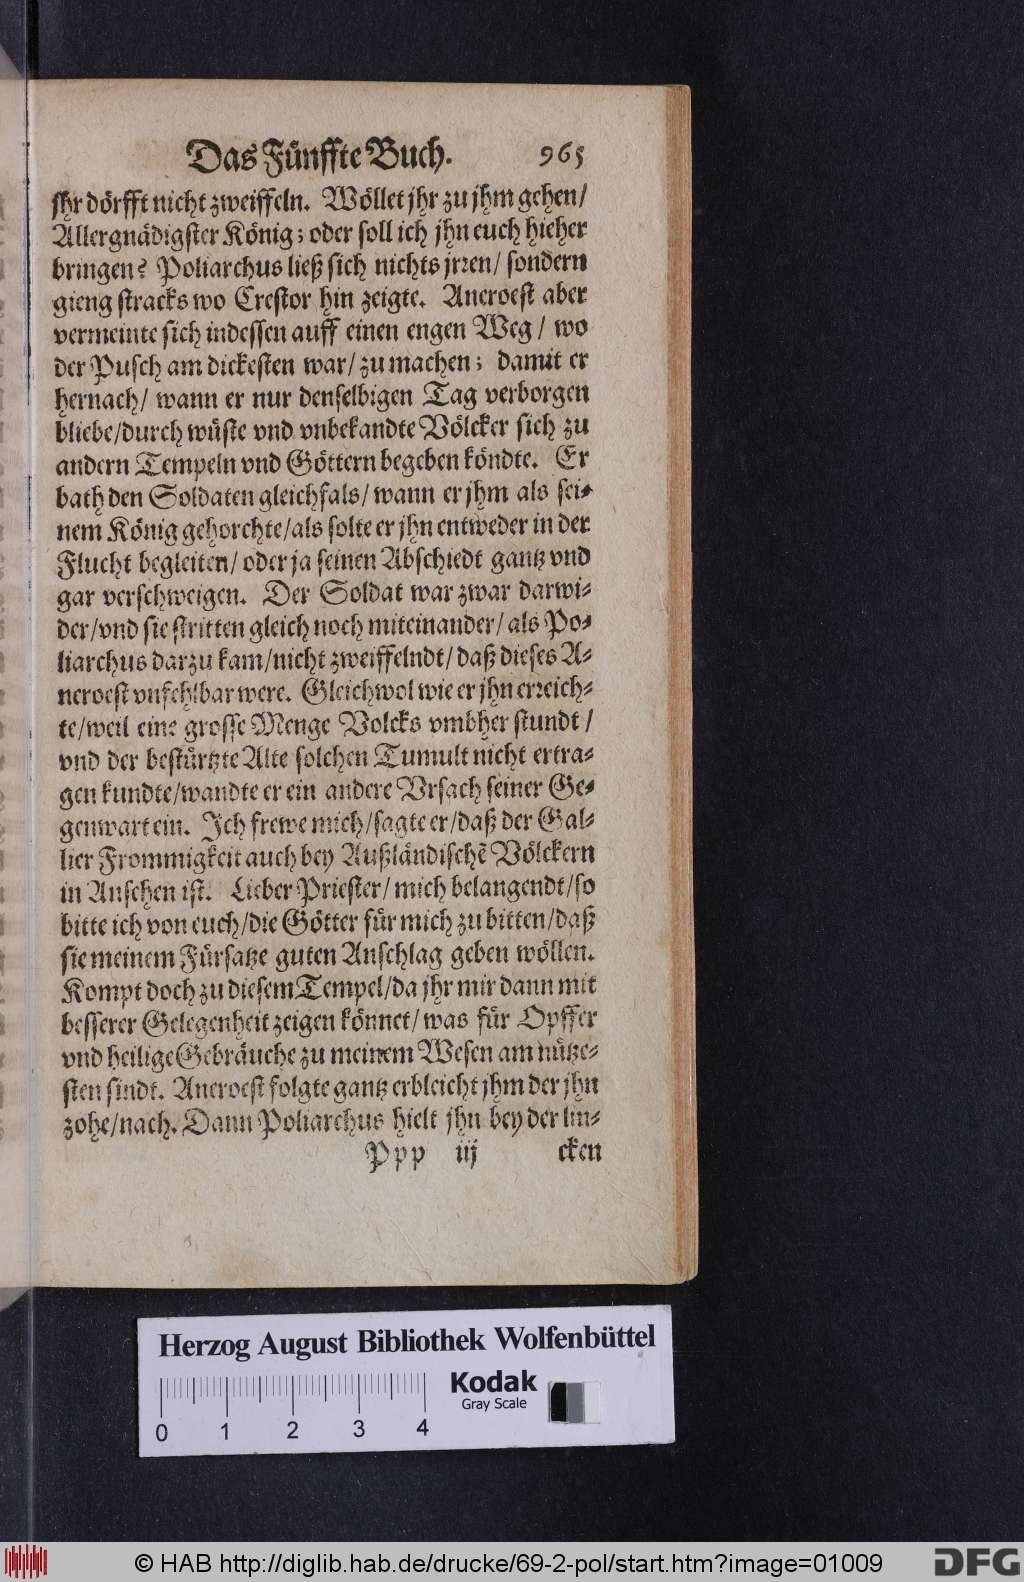 Das Fünffte Buch. 965
jhr dörfft nicht zweiffeln. Wöllet jhr zu jhm gehen/
Allergnädigster König; oder soll ich jhn euch hieher
bringen? Poliarchus ließ sich nichts jrren/ sondern
gieng stracks wo Crestor hin zeigte. Aneroest aber
vermeinte sich indessen auff einen engen Weg/ wo
der Pusch am dickesten war/ zu machen; damit er
hernach/ wann er nur denselbigen Tag verborgen
bliebe/durch wüste vnd vnbekandte Völcker sich zu
andern Tempeln vnd Göttern begeben köndte. Er
bath den Soldaten gleichfals/ wann er jhm als sei-
nem König gehorchte/als solte er jhn entweder in der
Flucht begleiten/ oder ja seinen Abschiedt gantz vnd
gar verschweigen. Der Soldat war zwar darwi-
der/vnd sie stritten gleich noch miteinander/ als Po-
liarchus darzu kam/nicht zweiffelndt/ daß dieses A-
neroest vnfehlbar were. Gleichwol wie er jhn erreich-
te/weil eine grosse Menge Volcks vmbher stundt/
vnd der bestürtzte Alte solchen Tumult nicht ertra-
gen kundte/wandte er ein andere Vrsach seiner Ge-
genwart ein. Ich frewe mich/sagte er/daß der Gal-
lier Frommigkeit auch bey Außländischẽ Völckern
in Ansehen ist. Lieber Priester/ mich belangendt/so
bitte ich von euch/die Götter für mich zu bitten/daß
sie meinem Fürsatze guten Anschlag geben wöllen.
Kompt doch zu diesem Tempel/da jhr mir dann mit
besserer Gelegenheit zeigen könnet/ was für Opffer
vnd heilige Gebräuche zu meinem Wesen am nütze-
sten sindt. Aneroest folgte gantz erbleicht jhm der jhn
zohe/nach. Dann Poliarchus hielt jhn bey der lin-
Ppp iij cken
Herzog August Bibliothek Wolfenbüttel
Kodak
Gray Scale
0 1 2 3 4
© HAB http://diglib.hab.de/drucke/69-2-pol/start.htm?image=01009
DFG